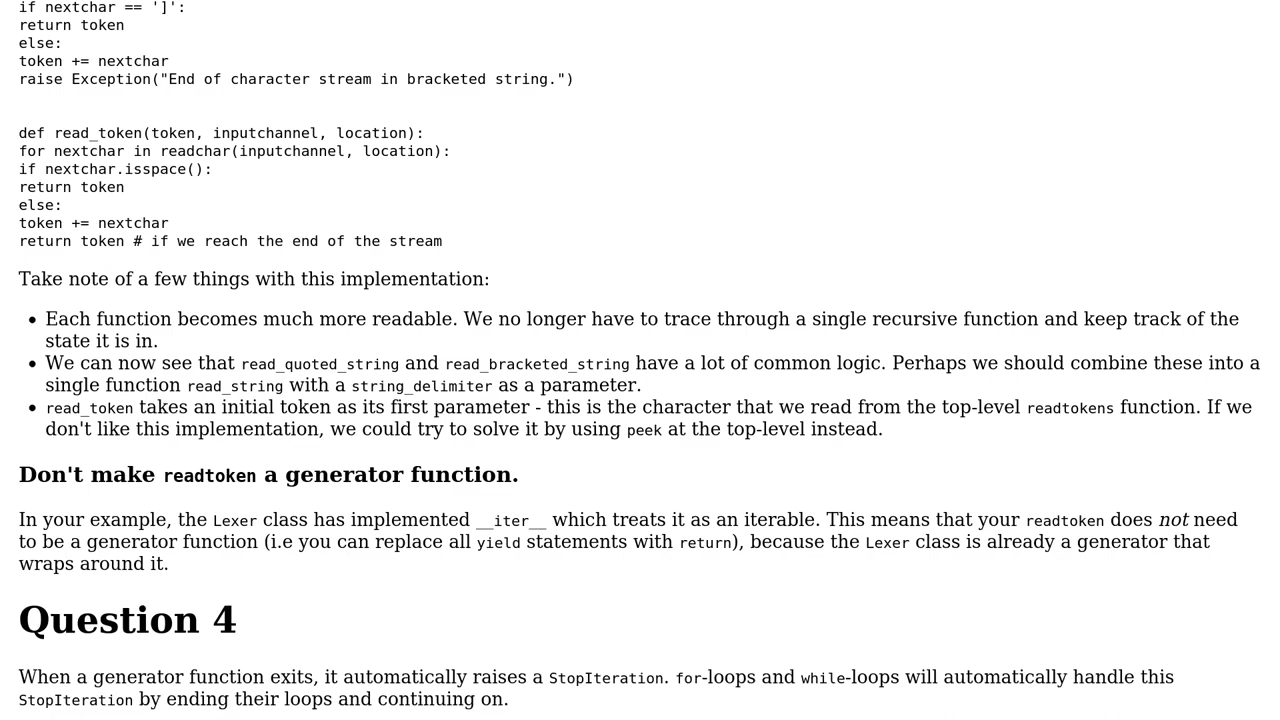 if nextchar == ']':
return token
else:
token += nextchar
raise Exception("End of character stream in bracketed string.")
def read_token(token, inputchannel, location):
for nextchar in readchar(inputchannel, location):
if nextchar.isspace():
return token
else:
token += nextchar
return token # if we reach the end of the stream
Take note of a few things with this implementation:
• Each function becomes much more readable. We no longer have to trace through a single recursive function and keep track of the
state it is in.
• We can now see that read_quoted_string and read_bracketed_string have a lot of common logic. Perhaps we should combine these into a
single function read_string with a string_delimiter as a parameter.
• read_token takes an initial token as its first parameter - this is the character that we read from the top-level readtokens function. If we
don't like this implementation, we could try to solve it by using peek at the top-level instead.
Don't make readtoken a generator function.
In your example, the Lexer class has implemented __iter__ which treats it as an iterable. This means that your readtoken does not need
to be a generator function (i.e you can replace all yield statements with return), because the Lexer class is already a generator that
wraps around it.
Question 4
When a generator function exits, it automatically raises a StopIteration. for-loops and while-loops will automatically handle this
StopIteration by ending their loops and continuing on.